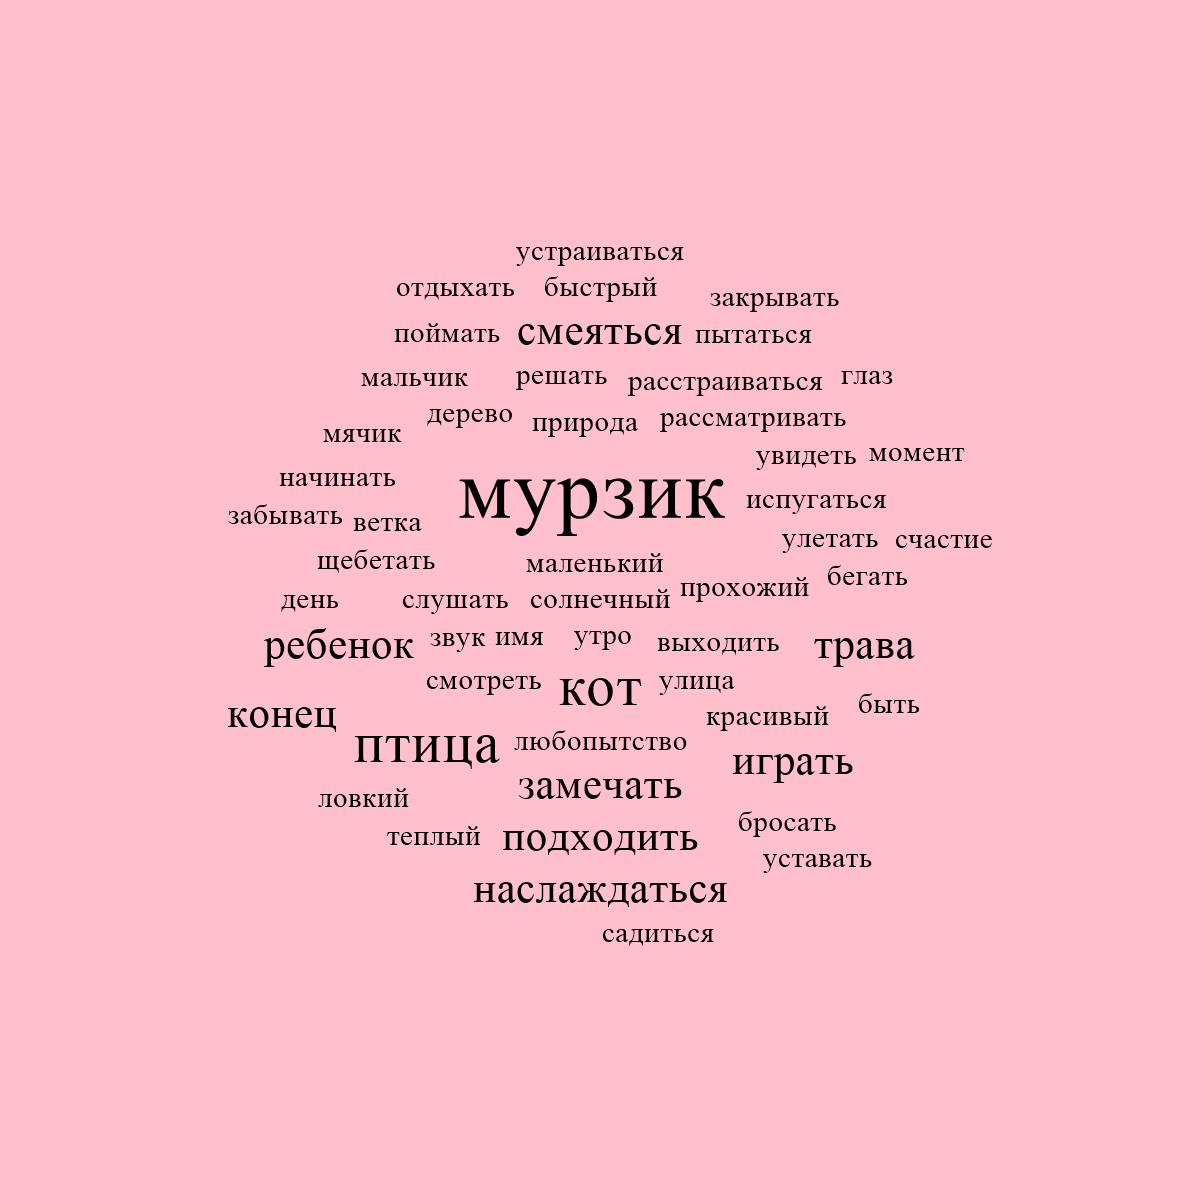 устраиваться
отдыхать быстрый закрывать
поймать смеяться пытаться
мальчик решать расстраиваться глаз
дерево природа рассматривать
мячик
увидеть момент
начинать мурзик испугаться
забывать ветка
улетать счастие
щебетать маленький
прохожий бегать
день слушать солнечный
ребенок звук имя утро выходить трава
смотреть кот улица
конец красивый быть
птица любопытство
замечать играть
ловкий
теплый подходить бросать
уставать
наслаждаться
садиться